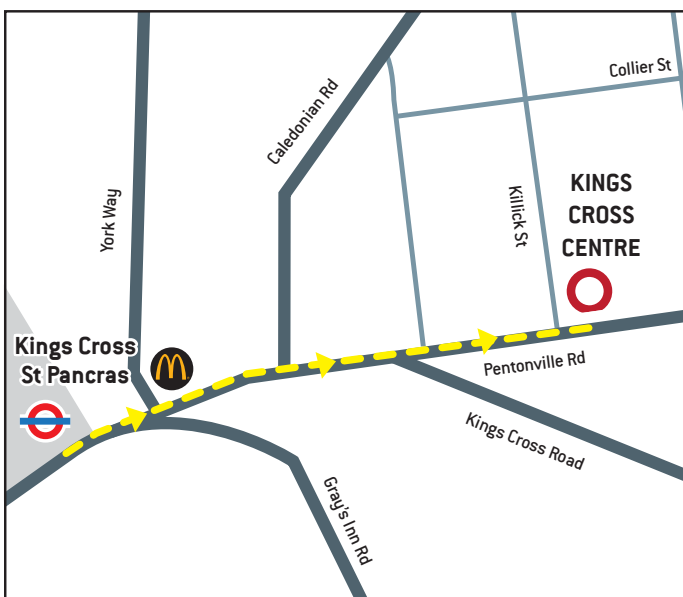 Collier St
Caledonian Rd
York Way
Killick St
KINGS
CROSS
CENTRE
Kings Cross
St Pancras
Pentonville Rd
Kings Cross Road
Gray's Inn Rd